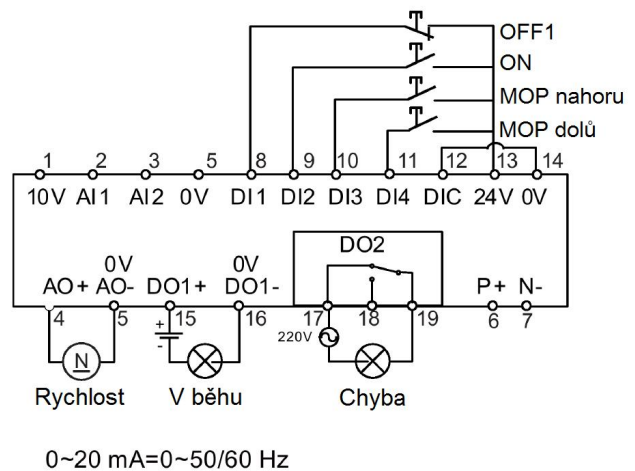 OFF1
ON
MOP nahoru
MOP dolů
1 2 3 5 8 9 10 11 12 13 14
10V AI1 AI2 0V DI1 DI2 DI3 DI4 DIC 24V 0V
DO2
0V 0V
AO+ AO- DO1+ DO1- P+ N-
4 5 15 16 17 18 19 6 7
+
-
220V
N
Rychlost V běhu Chyba
0~20 mA=0~50/60 Hz